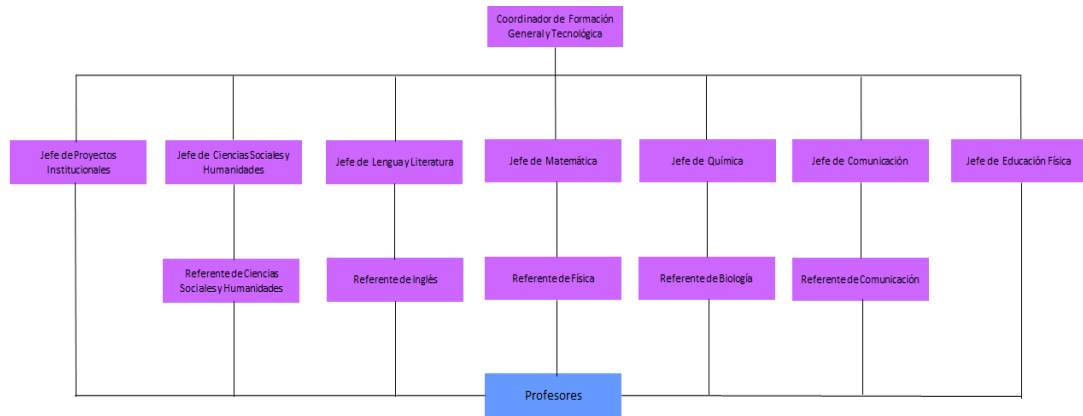 Coordinador de Formación
General y Tecnológica
Jefe de Proyectos
Institucionales
Jefe de Ciencias Sociales y
Humanidades
Jefe de Lengua y Literatura
Jefe de Matemática
Jefe de Química
Jefe de Comunicación
Jefe de Educación Física
Referente de Ciencias
Sociales y Humanidades
Referente de Inglés
Referente de Física
Referente de Biología
Referente de Comunicación
Profesores